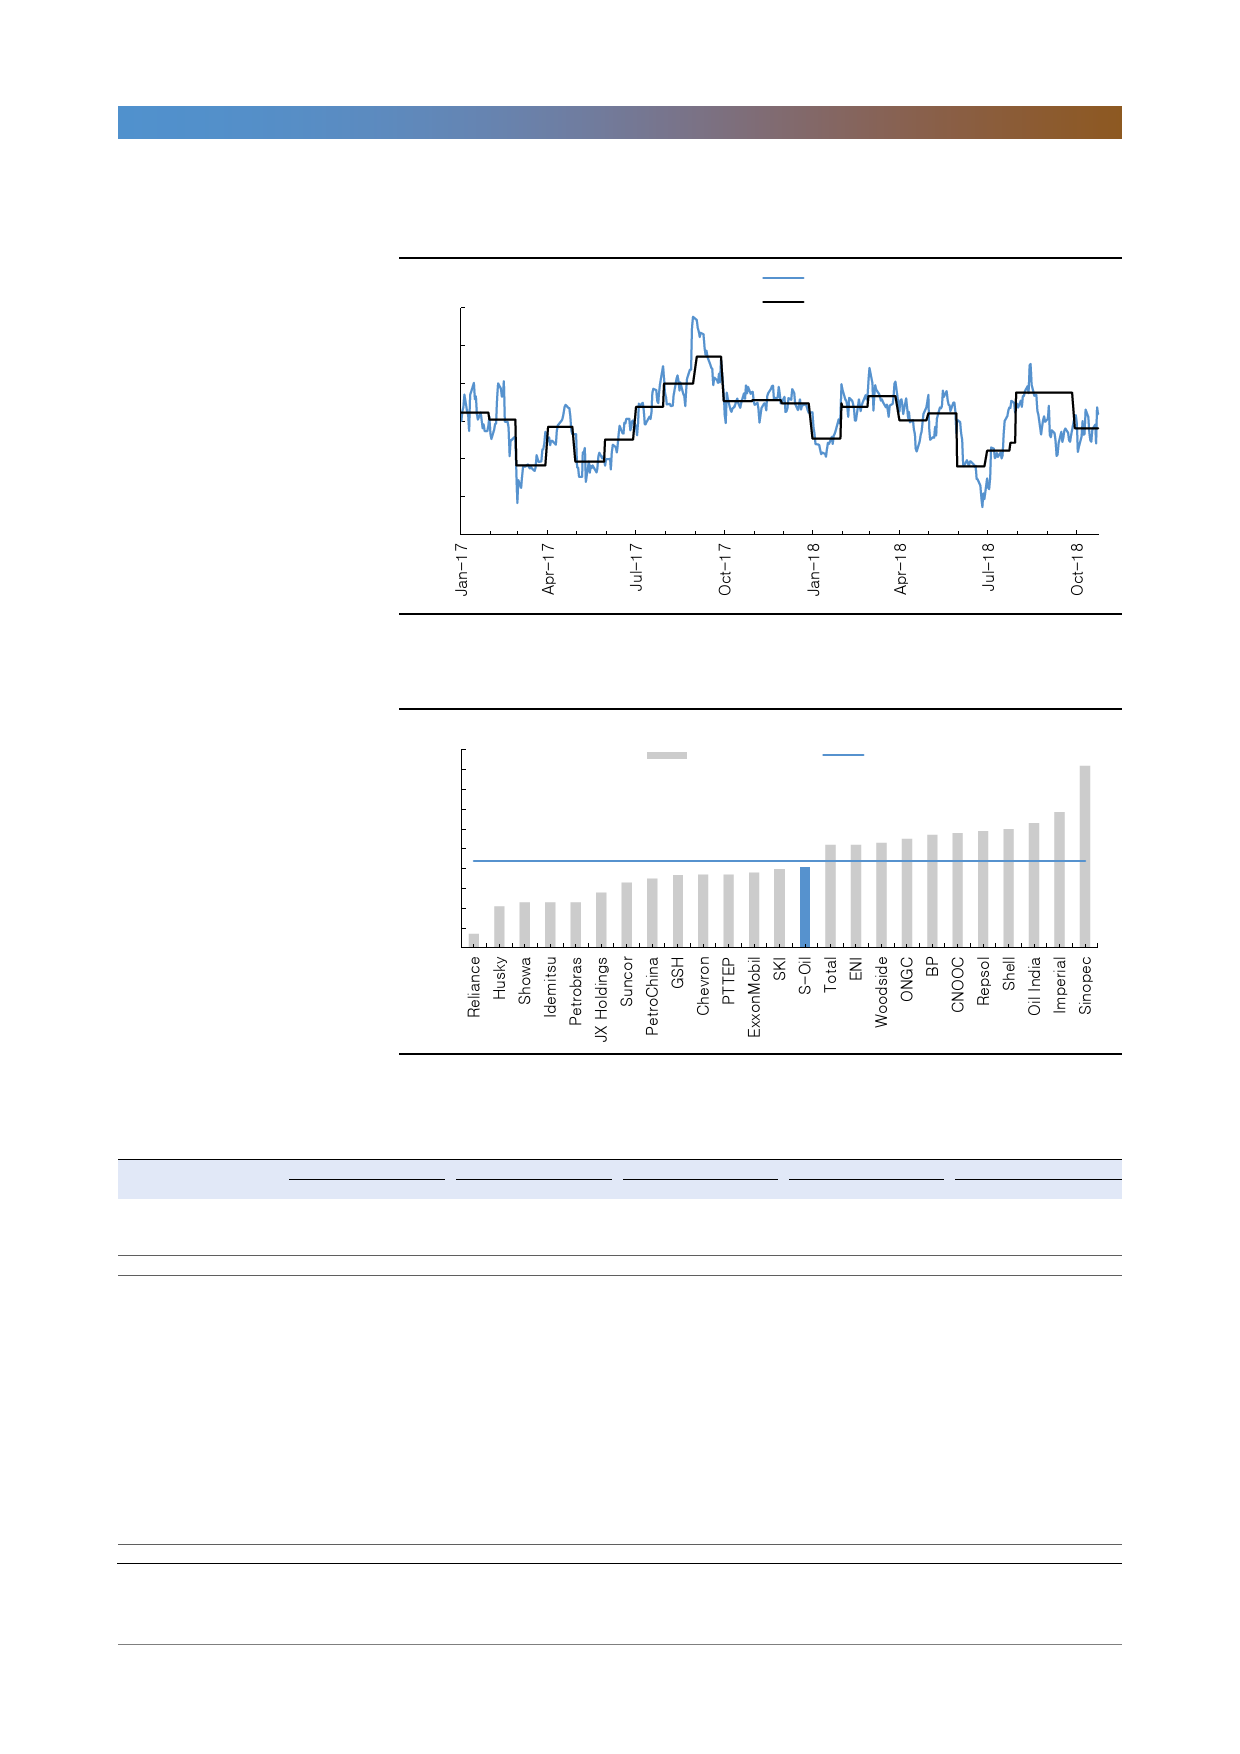 Jan-17
Apr-17
Jul-17
Oct-17
Jan-18
Apr-18
Jul-18
Oct-18
Reliance
Husky
Showa
Idemitsu
Petrobras
JX Holdings
Suncor
PetroChina
GSH
Chevron
PTTEP
ExxonMobil
SKI
S-Oil
Total
ENI
Woodside
ONGC
BP
CNOOC
Repsol
Shell
Oil India
Imperial
Sinopec